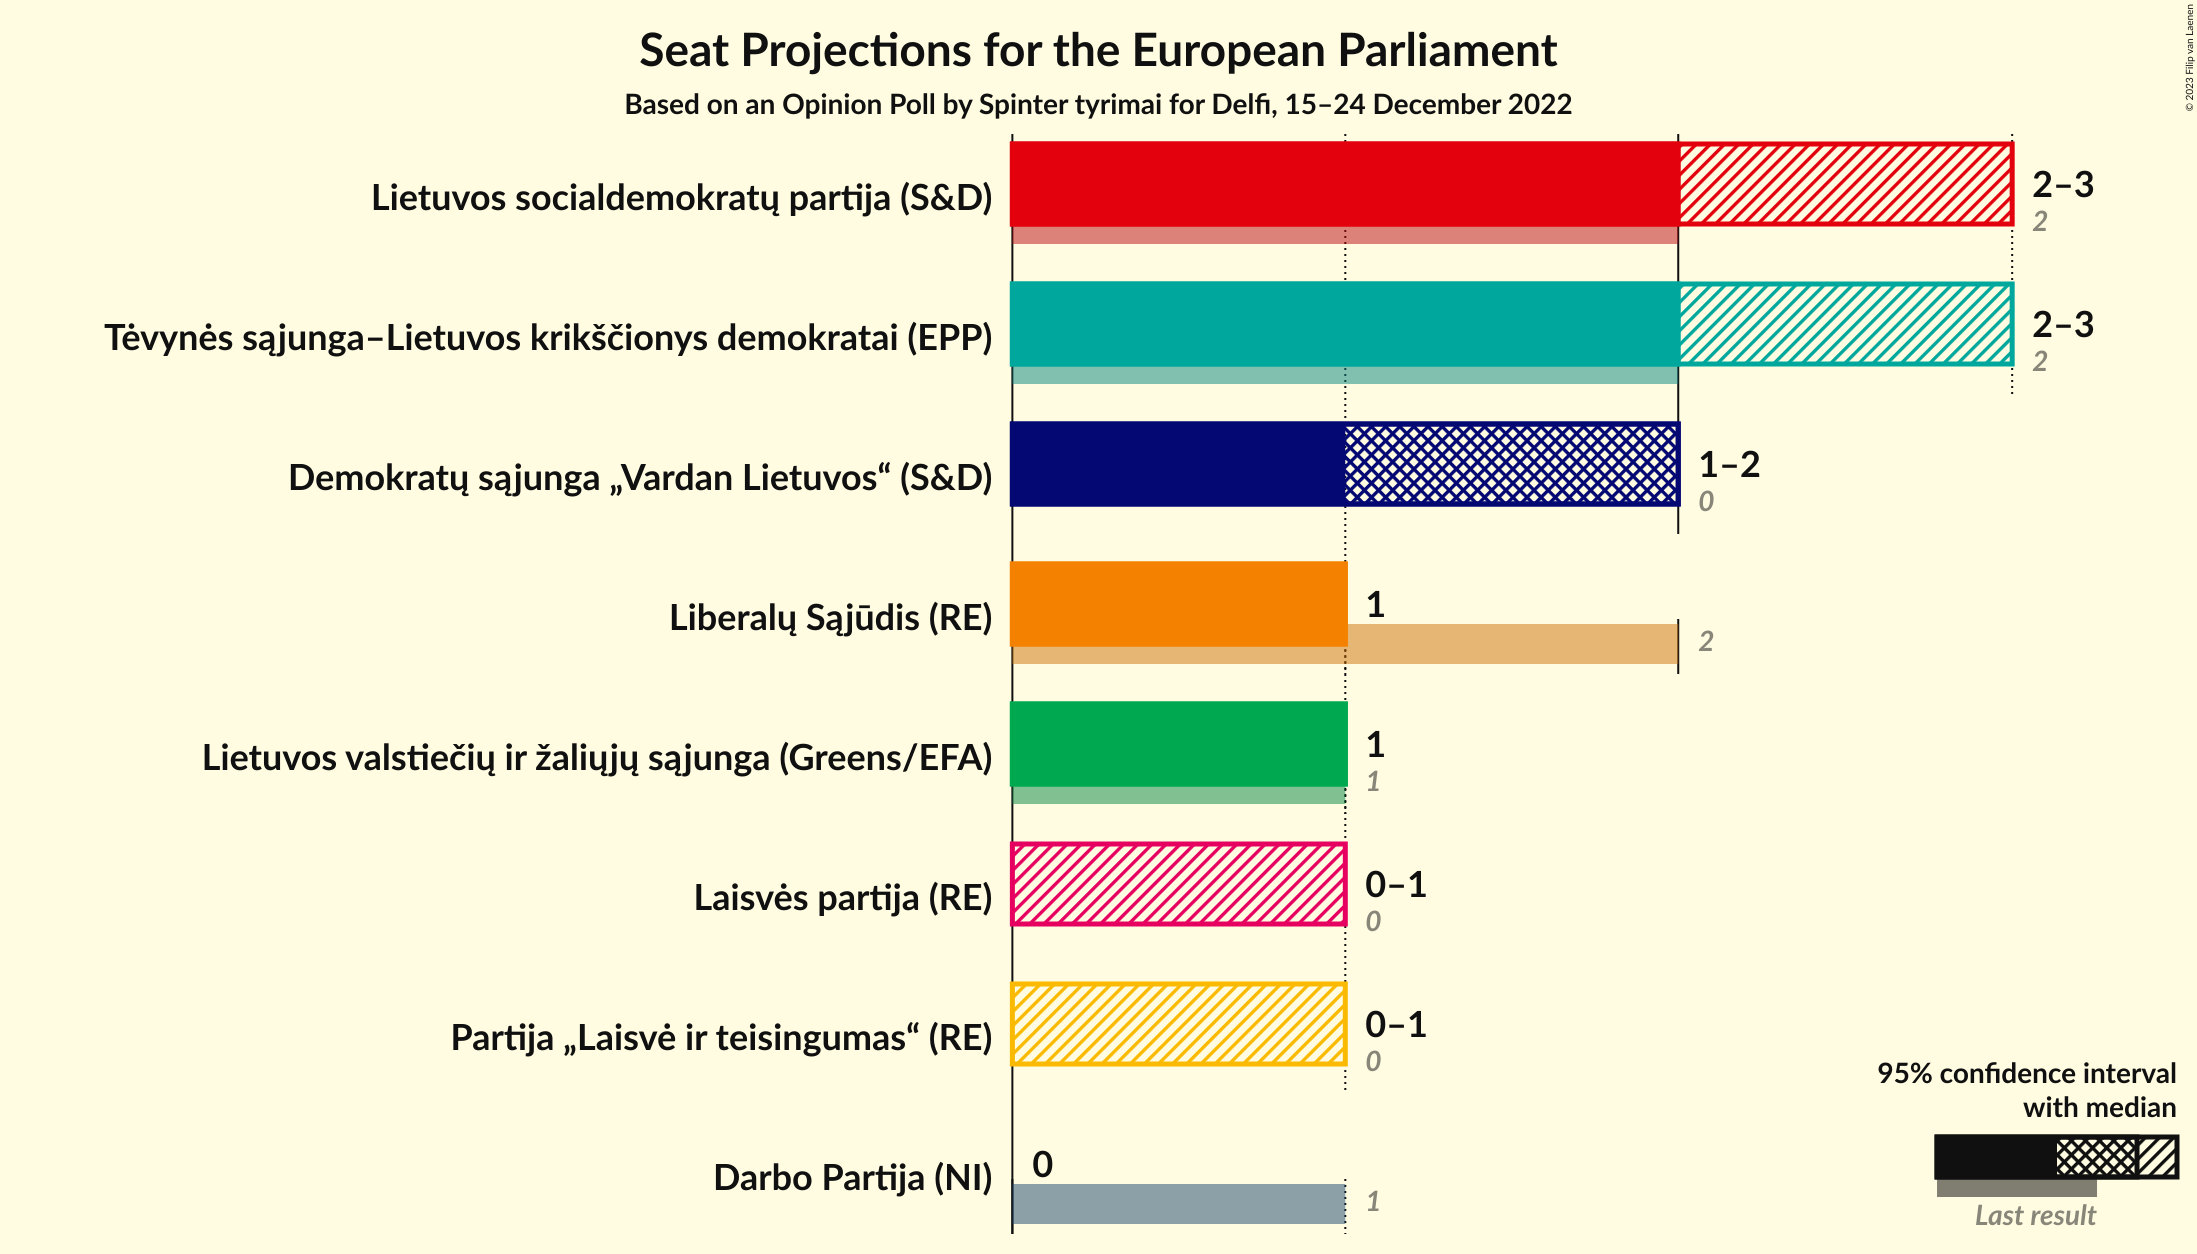 Seat Projections for the European Parliament
Based on an Opinion Poll by Spinter tyrimai for Delfi, 15–24 December 2022
© 2023 Filip van Laenen
Lietuvos socialdemokratų partija (S&D)
2–3
2
Tėvynės sąjunga–Lietuvos krikščionys demokratai (EPP)
2–3
2
Demokratų sąjunga „Vardan Lietuvos“ (S&D)
1–2
0
Liberalų Sąjūdis (RE)
1
2
Lietuvos valstiečių ir žaliųjų sąjunga (Greens/EFA)
1
1
Laisvės partija (RE)
0–1
0
Partija „Laisvė ir teisingumas“ (RE)
0–1
0
Darbo Partija (NI)
0
1
95% confidence interval
with median
Last result